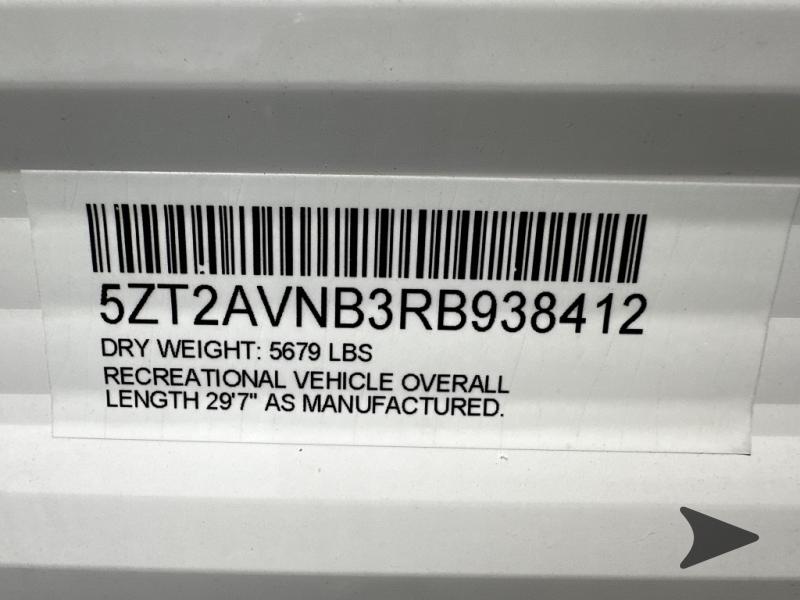 5ZT2AVNB3RB938412
DRY WEIGHT: 5679 LBS
RECREATIONAL VEHICLE OVERALL
LENGTH 29'7" AS MANUFACTURED.